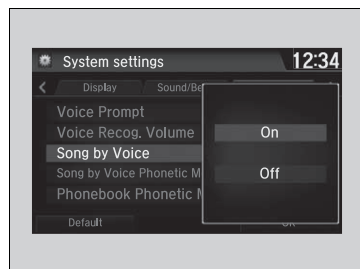 System settings
12:34
Display
Sound/Be
Voice Prompt
Voice Recog. Volume
Song by Voice
Song by Voice Phonetic M
Phonebook Phonetic M
On
Off
Default